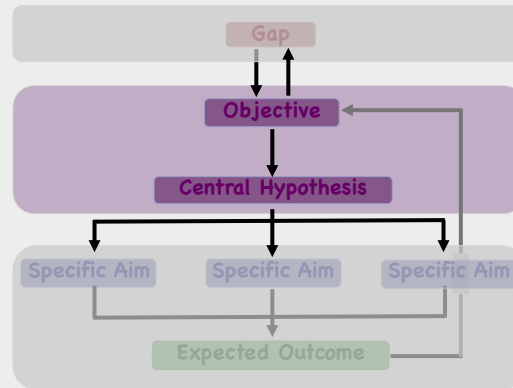 Gap
Objective
Central Hypothesis
Specific Aim Specific Aim Specific Aim
Expected Outcome